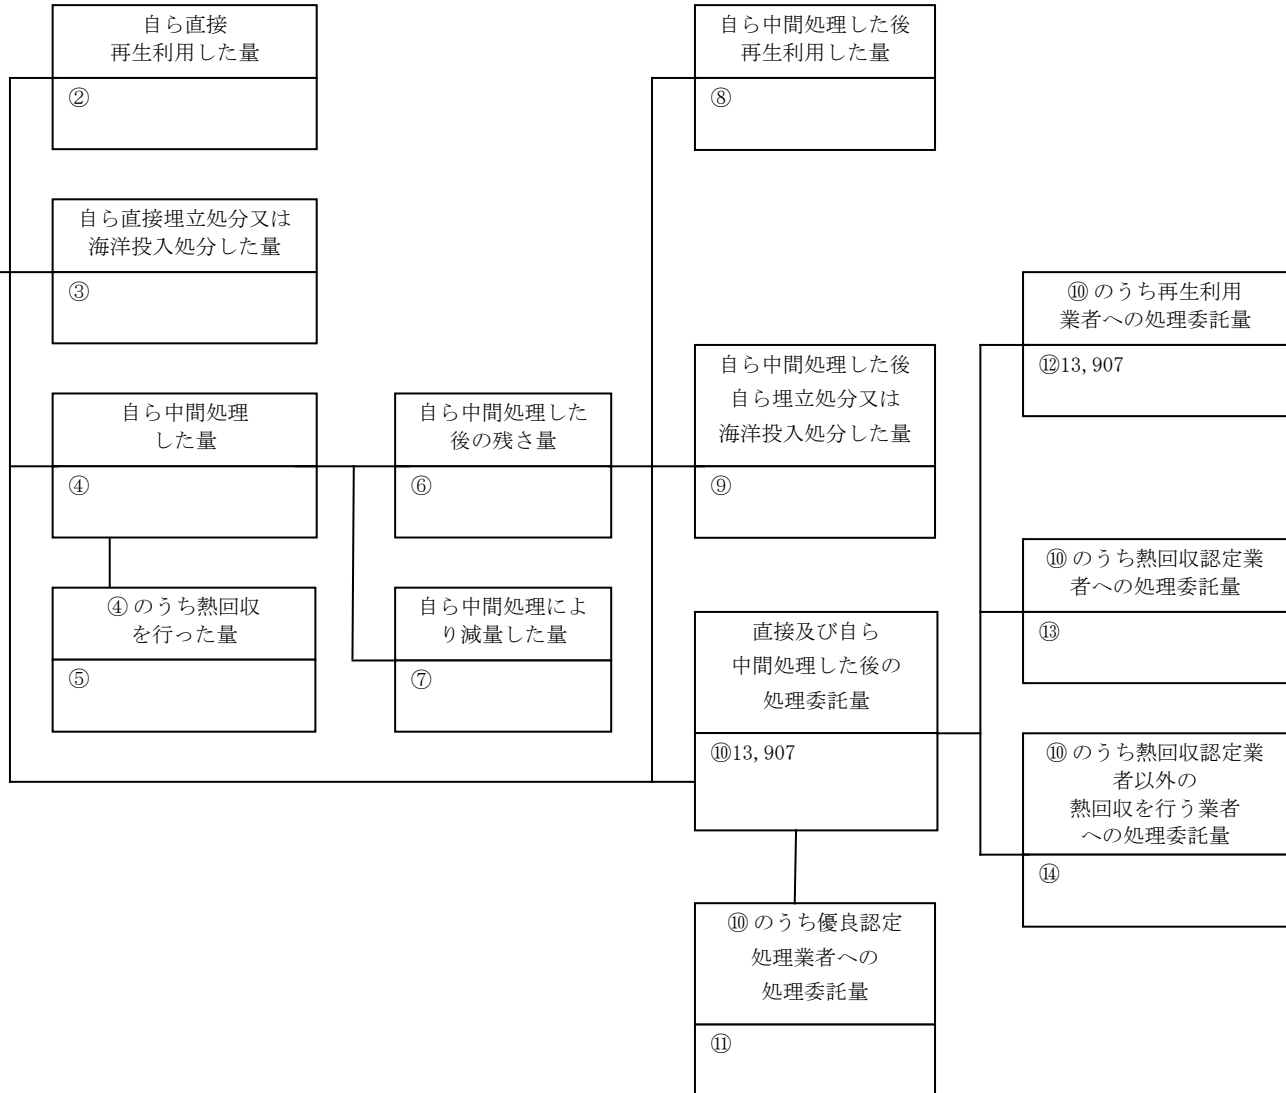 自ら直接
再生利用した量
②
自ら直接埋立処分又は
海洋投入処分した量
③
自ら中間処理
した量
④
④のうち熱回収
を行った量
⑤
自ら中間処理した
後の残さ量
⑥
自ら中間処理によ
り減量した量
⑦
自ら中間処理した後
再生利用した量
⑧
自ら中間処理した後
自ら埋立処分又は
海洋投入処分した量
⑨
直接及び自ら
中間処理した後の
処理委託量
⑩13,907
⑩のうち優良認定
処理業者への
処理委託量
⑪
⑩のうち再生利用
業者への処理委託量
⑫13,907
⑩のうち熱回収認定業
者への処理委託量
⑬
⑩のうち熱回収認定業
者以外の
熱回収を行う業者
への処理委託量
⑭